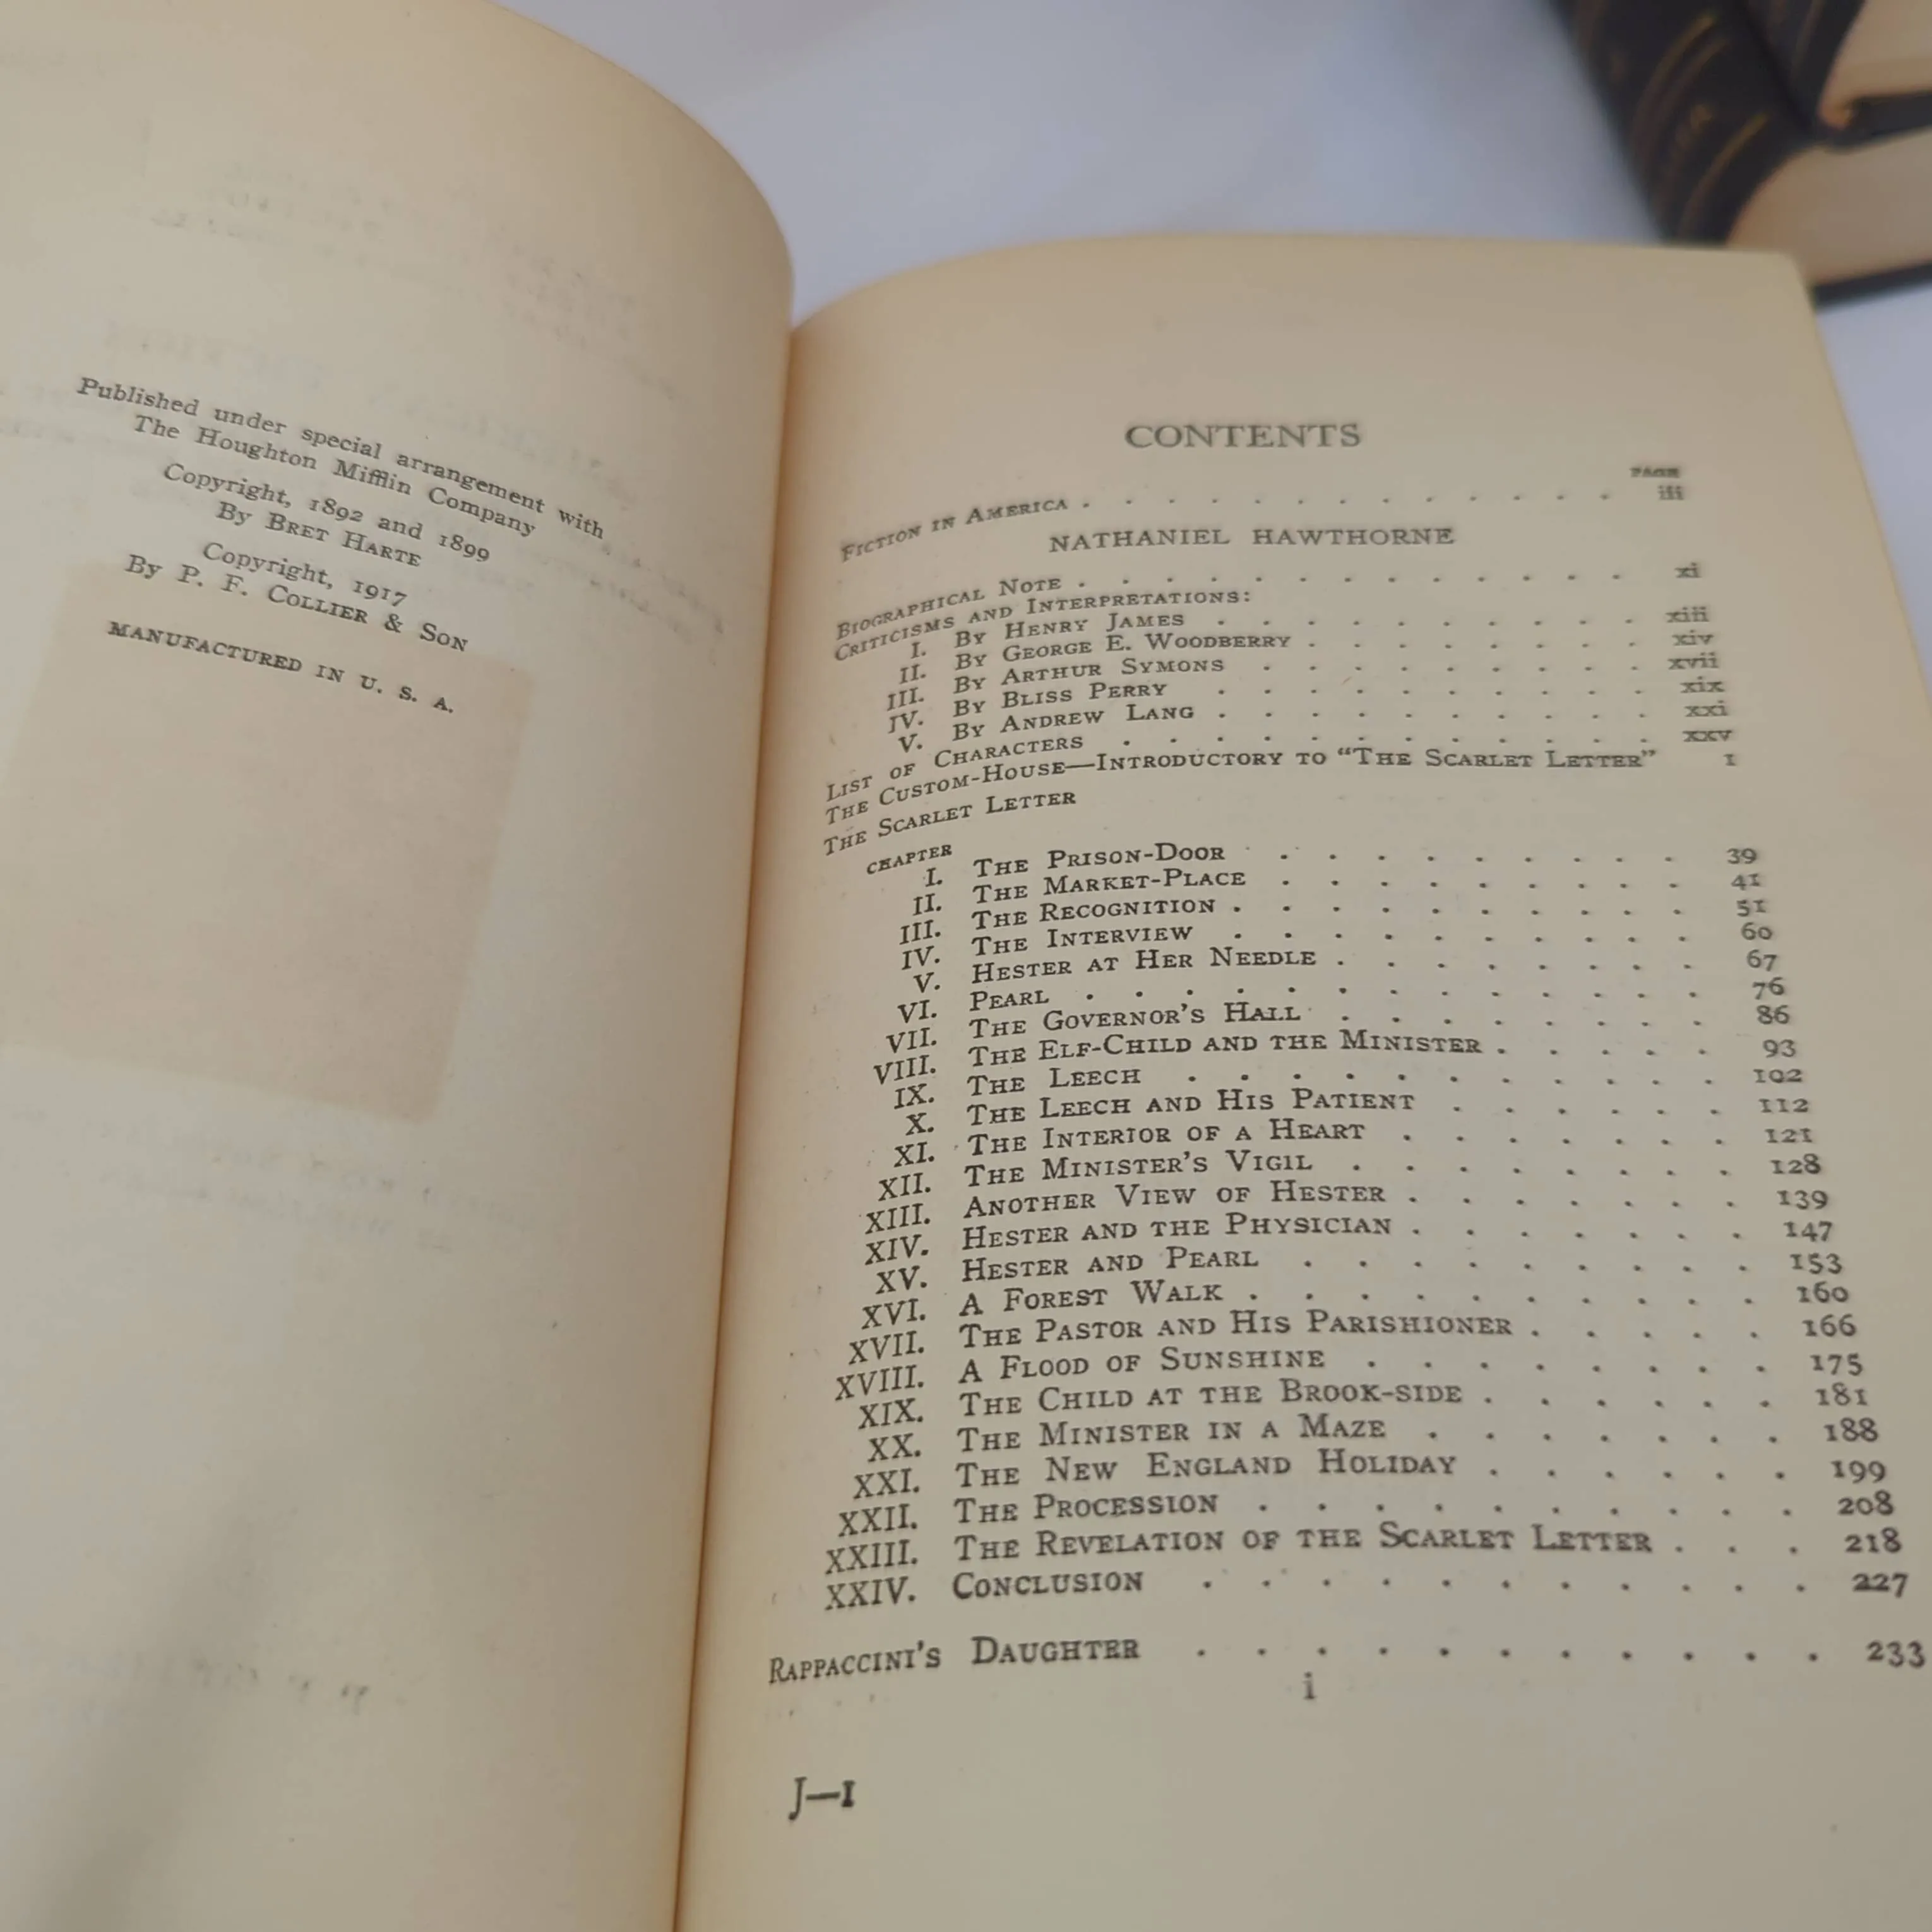 Published under special arrangement with
The Houghton Mifflin Company
Copyright, 1892 and 1899
By BRET HARTE
Copyright, 1917
By P. F. COLLIER & SON
MANUFACTURED IN U. S. A.
CONTENTS
PAGE
FICTION IN AMERICA . . . . . . . . . . . . . iii
NATHANIEL HAWTHORNE
BIOGRAPHICAL NOTE . . . . . . . . . . . . . xi
CRITICISMS AND INTERPRETATIONS:
I. BY HENRY JAMES . . . . . . . . . . xiii
II. BY GEORGE E. WOODBERRY . . . . . . . . xiv
III. BY ARTHUR SYMONS . . . . . . . . . xvii
IV. BY BLISS PERRY . . . . . . . . . . xix
V. BY ANDREW LANG . . . . . . . . . . xxi
LIST OF CHARACTERS . . . . . . . . . . . . xxv
THE CUSTOM-HOUSE—INTRODUCTORY TO “THE SCARLET LETTER” 1
THE SCARLET LETTER
CHAPTER
I. THE PRISON-DOOR . . . . . . . . . 39
II. THE MARKET-PLACE . . . . . . . . . 41
III. THE RECOGNITION . . . . . . . . . . 51
IV. THE INTERVIEW . . . . . . . . . . 60
V. HESTER AT HER NEEDLE . . . . . . . . 67
VI. PEARL . . . . . . . . . . . . . 76
VII. THE GOVERNOR’S HALL . . . . . . . . 86
VIII. THE ELF-CHILD AND THE MINISTER . . . . . 93
IX. THE LEECH . . . . . . . . . . . 102
X. THE LEECH AND HIS PATIENT . . . . . . 112
XI. THE INTERIOR OF A HEART . . . . . . . 121
XII. THE MINISTER’S VIGIL . . . . . . . . 128
XIII. ANOTHER VIEW OF HESTER . . . . . . . 139
XIV. HESTER AND THE PHYSICIAN . . . . . . . 147
XV. HESTER AND PEARL . . . . . . . . . 153
XVI. A FOREST WALK . . . . . . . . . . 160
XVII. THE PASTOR AND HIS PARISHIONER . . . . . 166
XVIII. A FLOOD OF SUNSHINE . . . . . . . . 175
XIX. THE CHILD AT THE BROOK-SIDE . . . . . . 181
XX. THE MINISTER IN A MAZE . . . . . . . 188
XXI. THE NEW ENGLAND HOLIDAY . . . . . . 199
XXII. THE PROCESSION . . . . . . . . . . 208
XXIII. THE REVELATION OF THE SCARLET LETTER . . . 218
XXIV. CONCLUSION . . . . . . . . . . . 227
RAPPACCINI’S DAUGHTER . . . . . . . . . . . 233
i
J—1